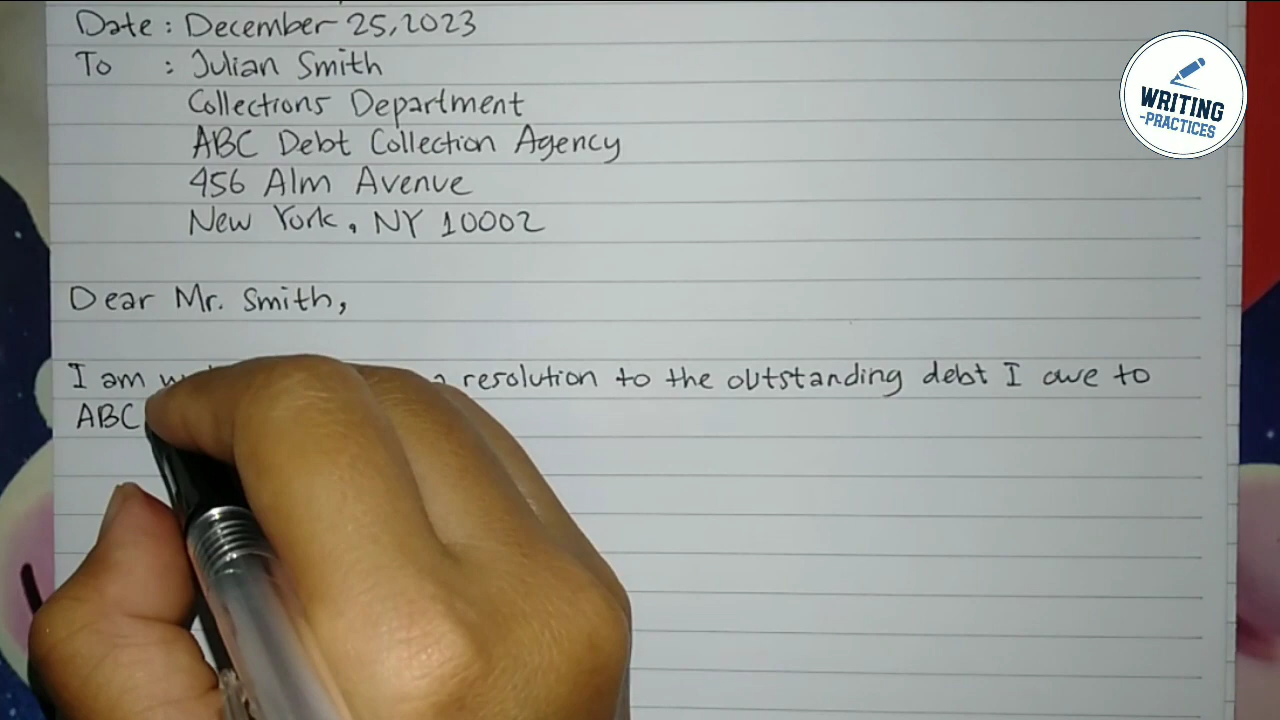 Date : December 25, 2023
To : Julian Smith
Collections Department
ABC Debt Collection Agency
456 Alm Avenue
New York, NY 10002
Dear Mr. Smith,
I am resolution to the outstanding debt I owe to
ABC
WRITING
-PRACTICES